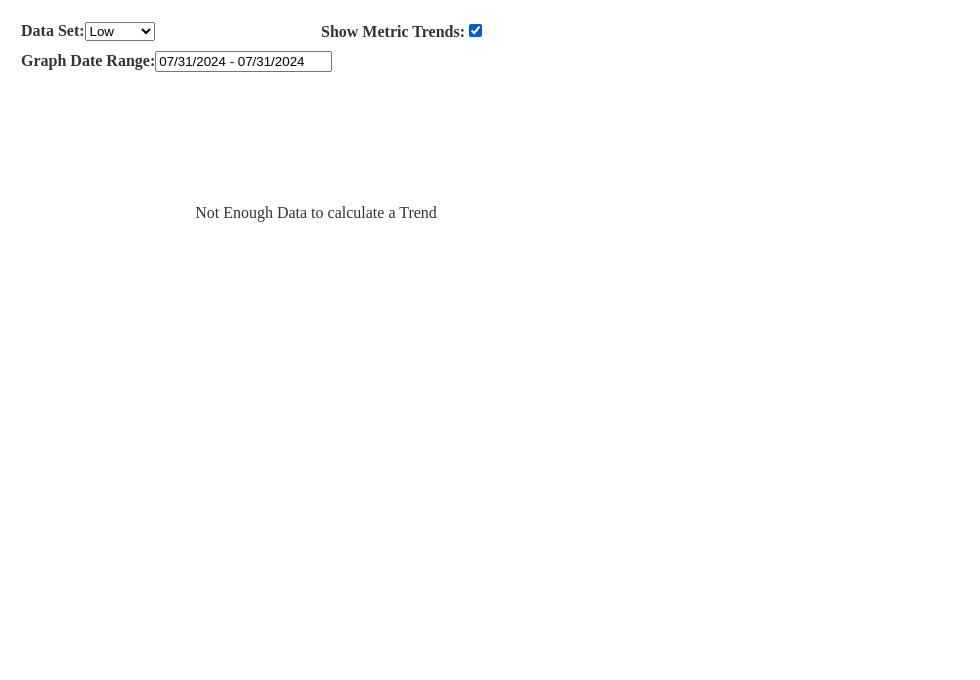 Data Set: Low Show Metric Trends:
Graph Date Range: 07/31/2024 - 07/31/2024
Not Enough Data to calculate a Trend